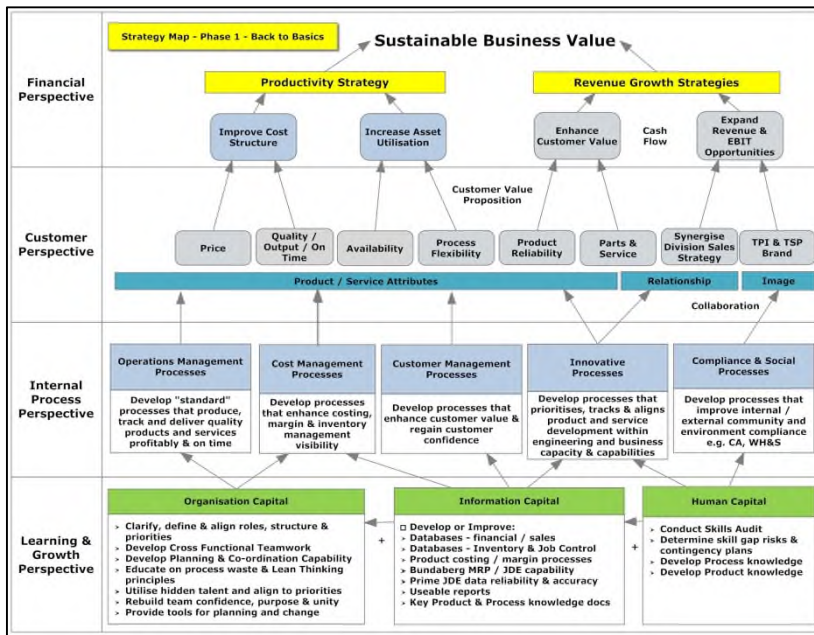 Strategy Map - Phase 1 - Back to Basics
Sustainable Business Value
Financial
Perspective
Productivity Strategy
Revenue Growth Strategies
Improve Cost
Structure
Increase Asset
Utilisation
Enhance
Customer Value
Cash
Flow
Expand
Revenue &
EBIT
Opportunities
Customer
Perspective
Customer Value
Proposition
Price
Quality /
Output / On
Time
Availability
Process
Flexibility
Product
Reliability
Parts &
Service
Synergise
Division Sales
Strategy
TPI & TSP
Brand
Product / Service Attributes
Relationship
Image
Collaboration
Internal
Process
Perspective
Operations Management
Processes
Develop "standard"
processes that produce,
track and deliver quality
products and services
profitably & on time
Cost Management
Processes
Develop processes
that enhance costing,
margin & inventory
management
visibility
Customer Management
Processes
Develop processes that
enhance customer value &
regain customer
confidence
Innovative
Processes
Develop processes that
prioritises, tracks & aligns
product and service
development within
engineering and business
capacity & capabilities
Compliance & Social
Processes
Develop processes that
improve internal /
external community and
environment compliance
e.g. CA, WH&S
Learning &
Growth
Perspective
Organisation Capital
➢ Clarify, define & align roles, structure &
priorities
➢ Develop Cross Functional Teamwork
➢ Develop Planning & Co-ordination Capability
➢ Educate on process waste & Lean Thinking
principles
➢ Utilise hidden talent and align to priorities
➢ Rebuild team confidence, purpose & unity
➢ Provide tools for planning and change
+
Information Capital
□ Develop or Improve:
➢ Databases - financial / sales
➢ Databases - Inventory & Job Control
➢ Product costing / margin processes
➢ Bundaberg MRP / JDE capability
➢ Prime JDE data reliability & accuracy
➢ Useable reports
➢ Key Product & Process knowledge docs
+
Human Capital
➢ Conduct Skills Audit
➢ Determine skill gap risks &
contingency plans
➢ Develop Process knowledge
➢ Develop Product knowledge